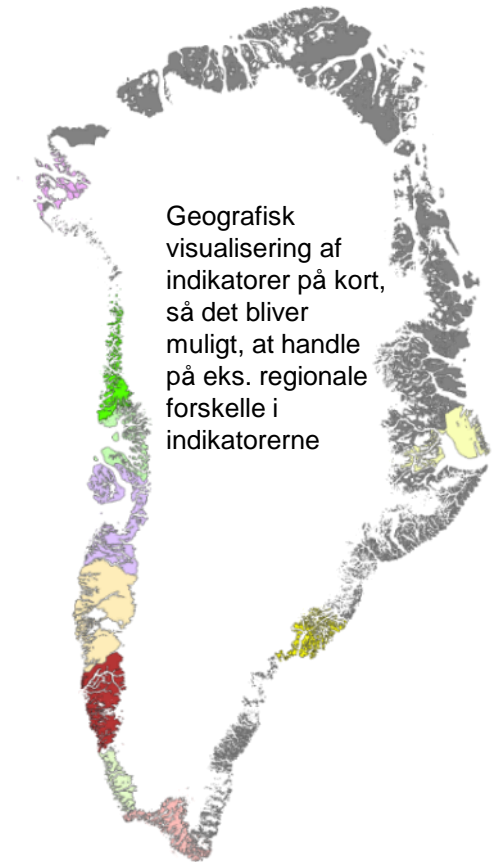 Geografisk
visualisering af
indikatorer på kort,
så det bliver
muligt, at handle
på eks. regionale
forskelle i
indikatorerne